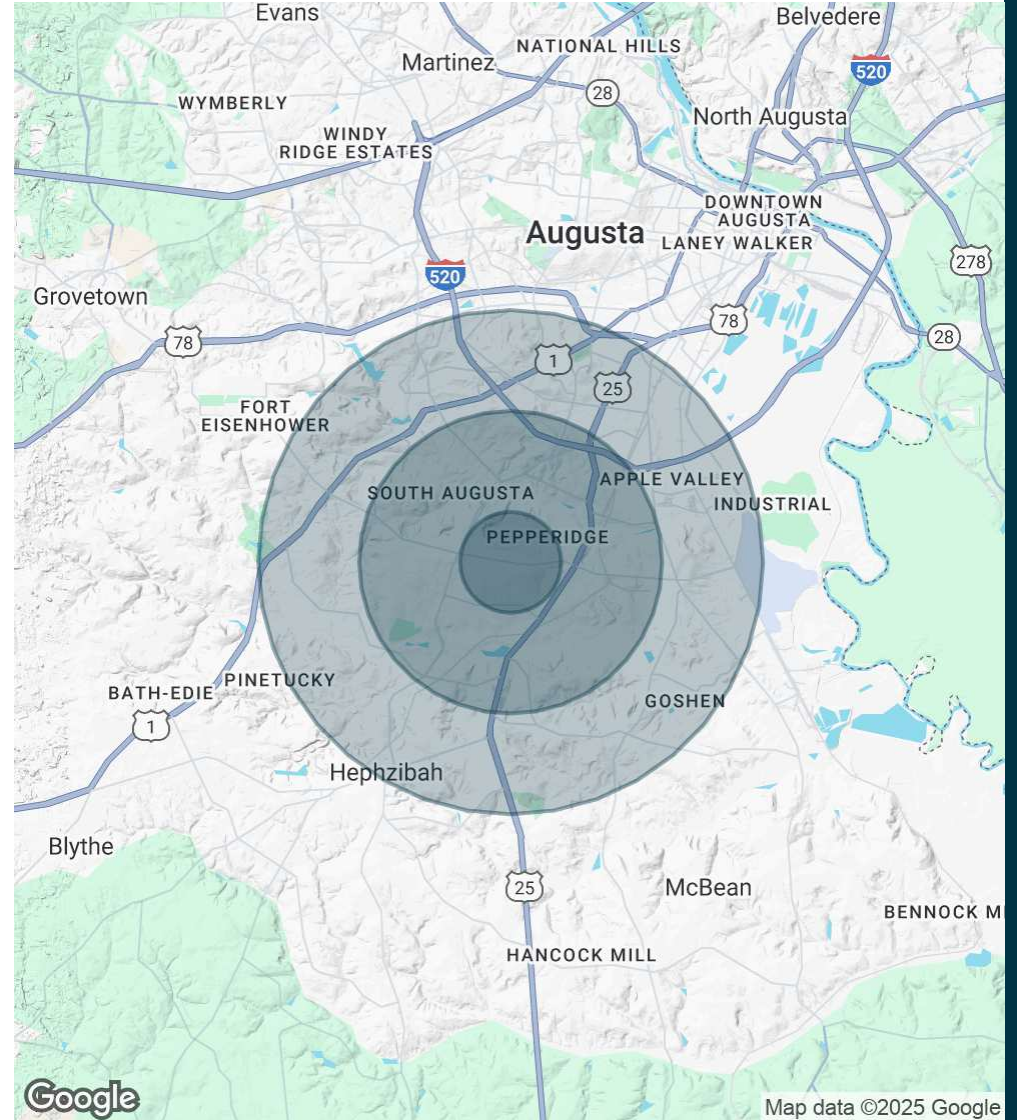 Evans
Belvedere
NATIONAL HILLS
Martinez
520
28
WYMBERLY
North Augusta
WINDY
RIDGE ESTATES
DOWNTOWN
AUGUSTA
Augusta
LANEY WALKER
520
278
Grovetown
78
28
78
1
25
FORT
EISENHOWER
APPLE VALLEY
SOUTH AUGUSTA
INDUSTRIAL
PEPPERIDGE
PINETUCKY
BATH-EDIE
GOSHEN
1
Hephzibah
Blythe
25
McBean
BENNOCK MI
HANCOCK MILL
Google
Map data ©2025 Google